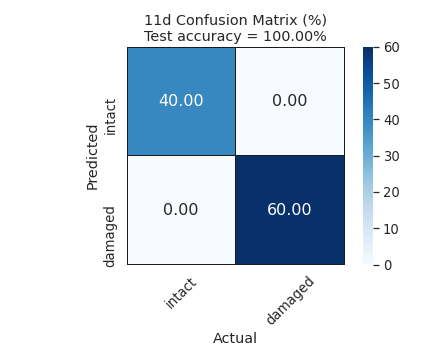 11d Confusion Matrix (%)
Test accuracy = 100.00%
Predicted
intact
damaged
40.00
0.00
0.00
60.00
intact
damaged
Actual
60
50
40
30
20
10
0